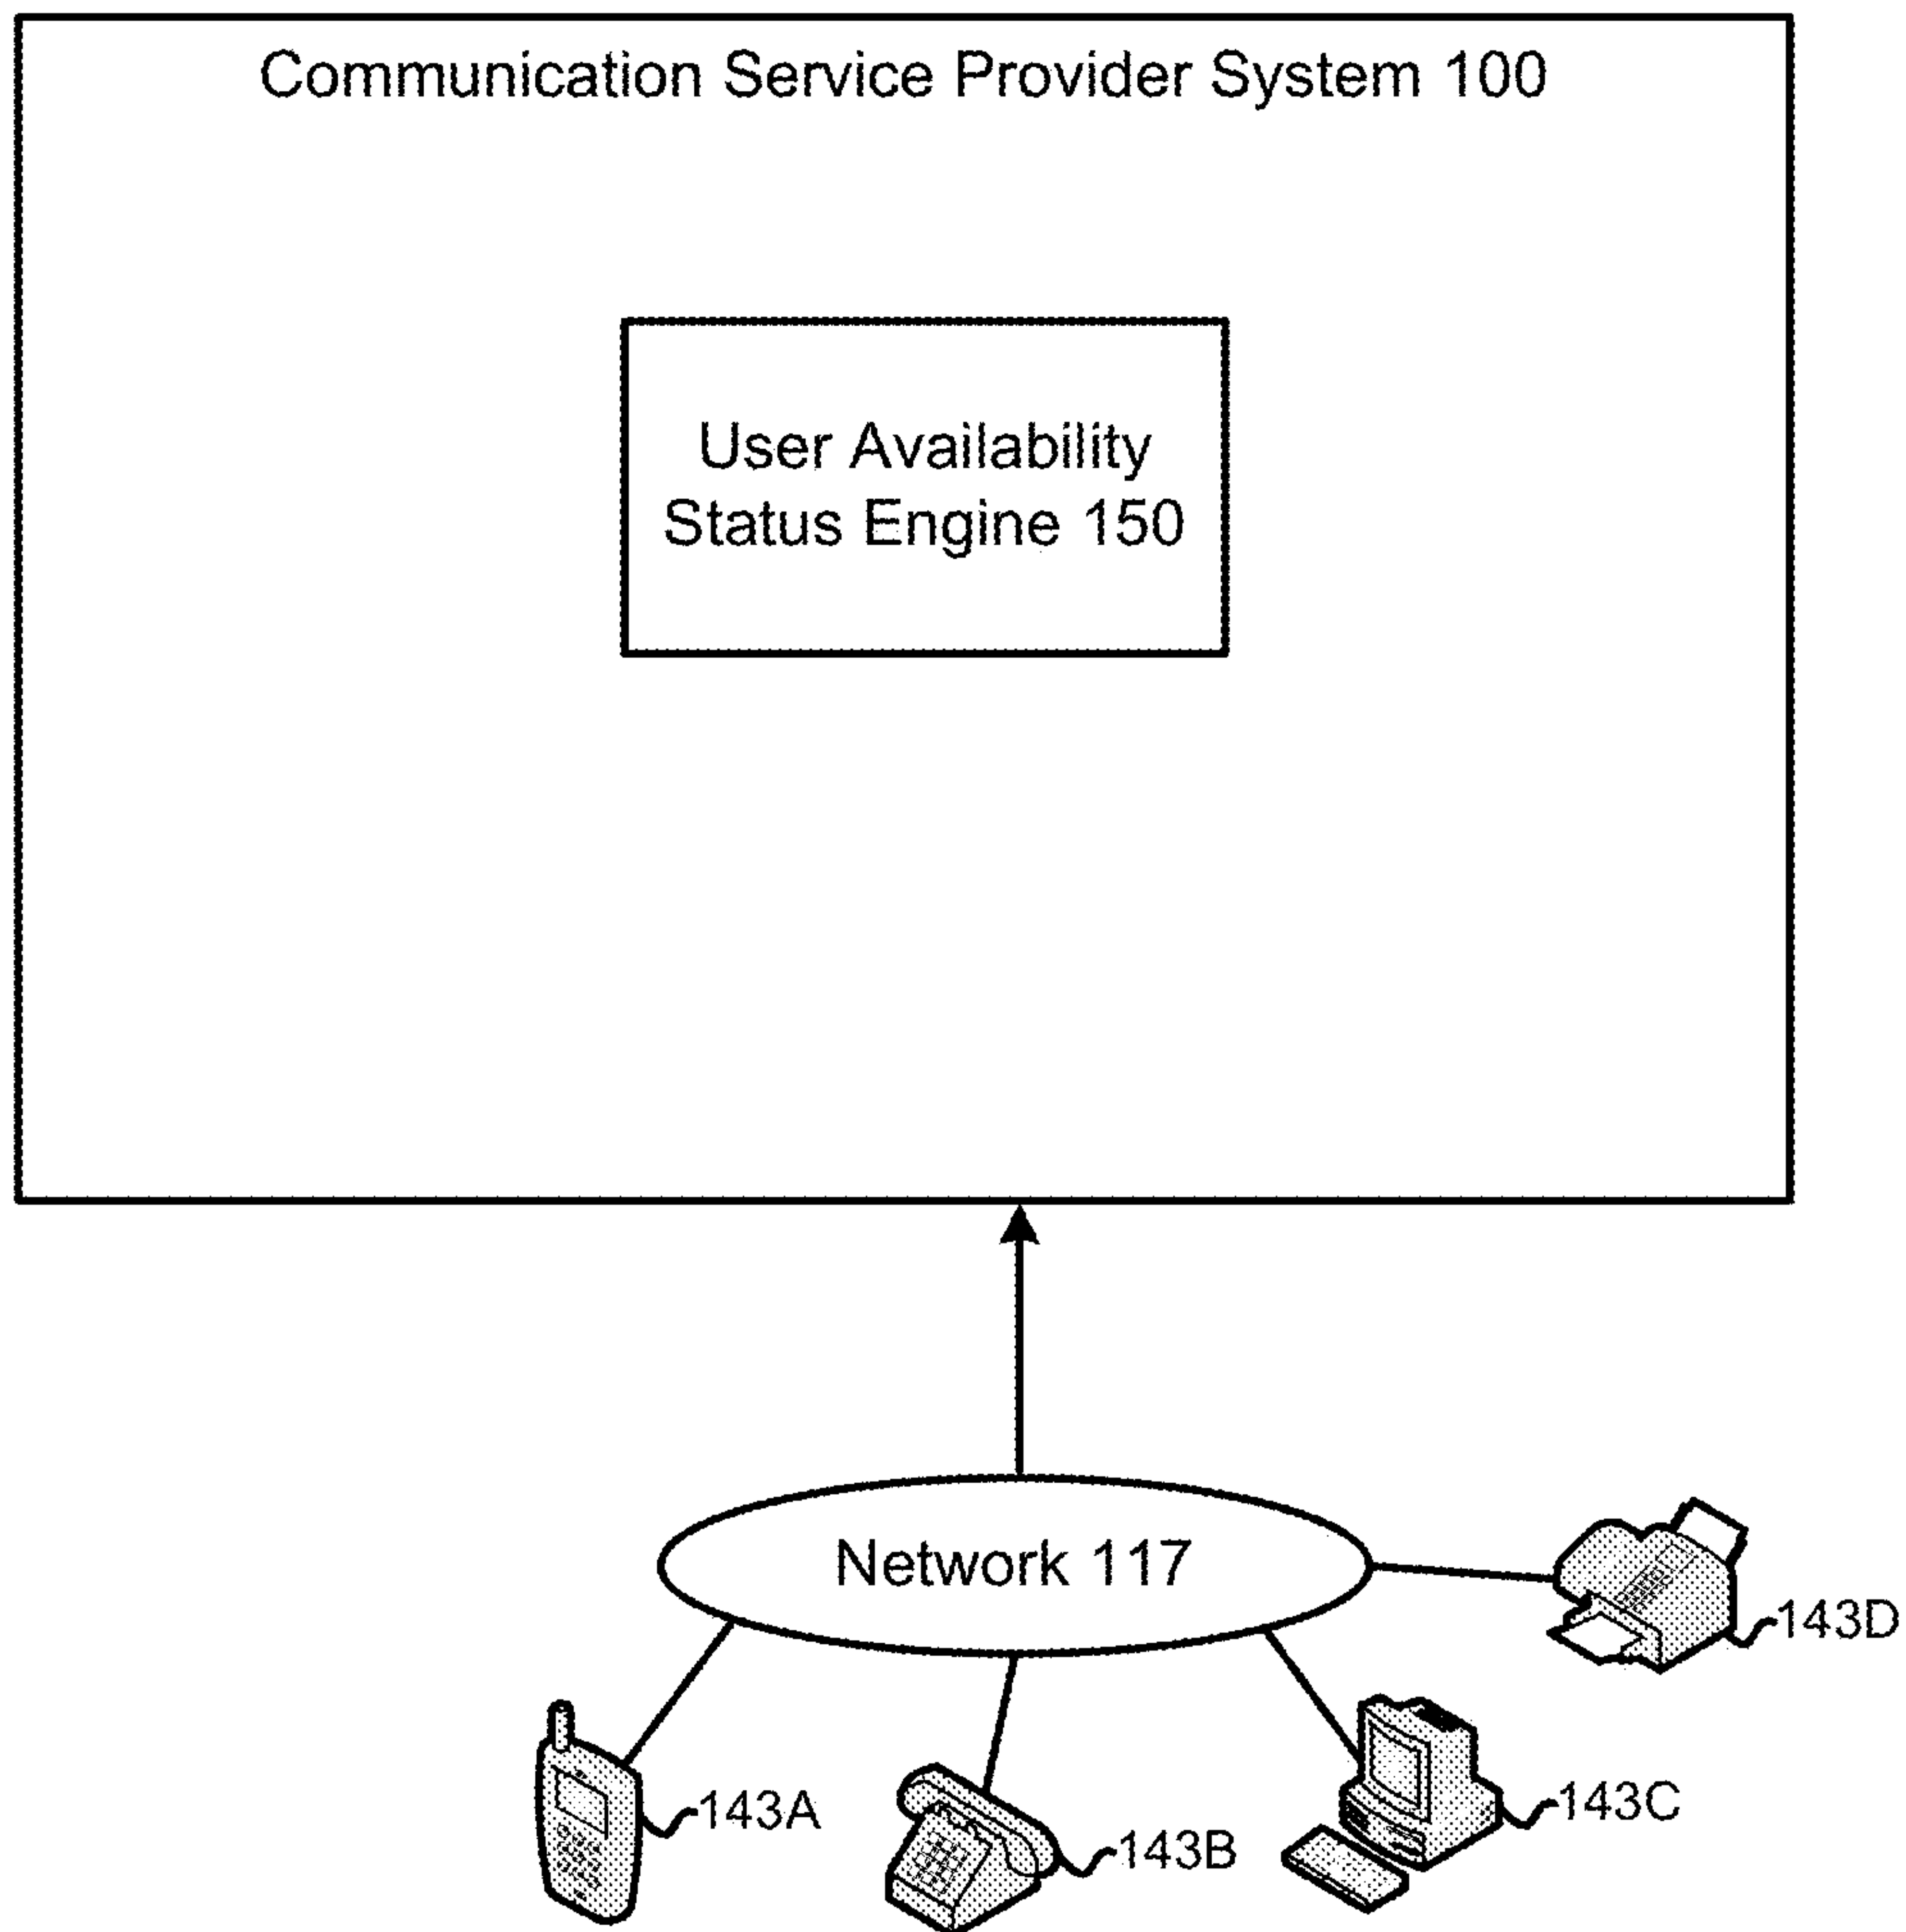 Communication Service Provider System 100
User Availability
Status Engine 150
Network 117
143D
143A
143B
143C